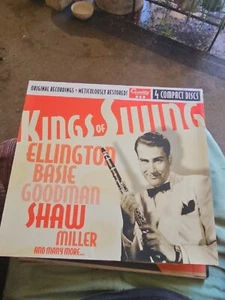 ORIGINAL RECORDINGS • METICULOUSLY RESTORED!
4 COMPACT DISCS
KINGS OF SWING
ELLINGTON
BASIE
GOODMAN
SHAW
MILLER
AND MANY MORE...